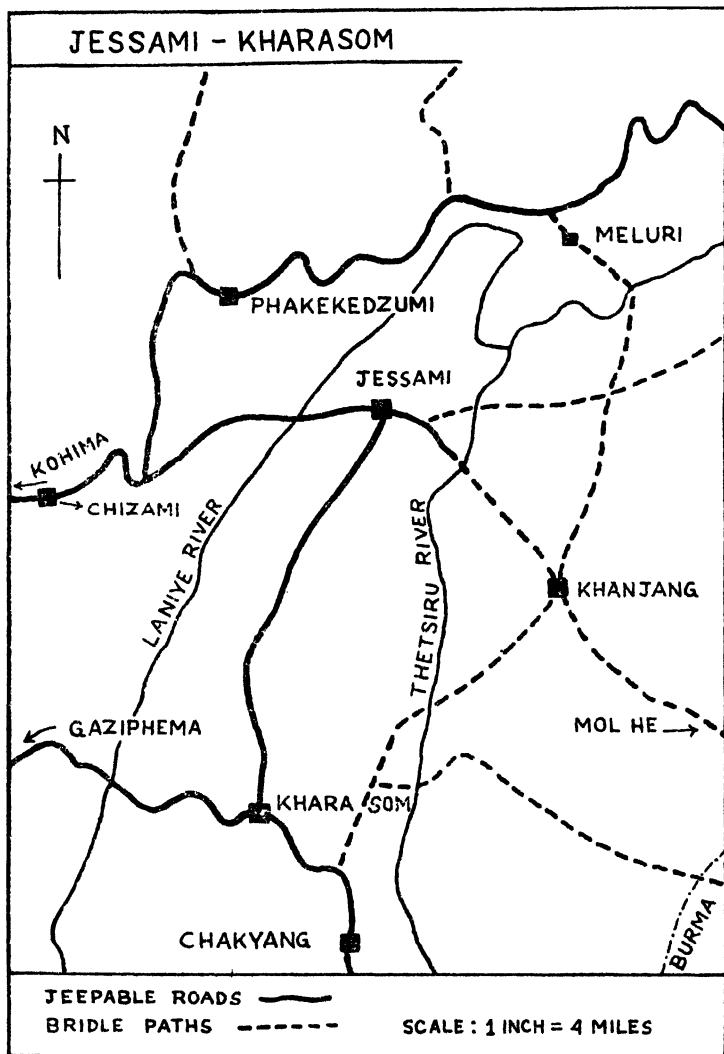 JESSAMI - KHARASOM
N
MELURI
PHAKEKEDZUMI
JESSAMI
KOHIMA
CHIZAMI
LANIYE RIVER
THETSIRU RIVER
KHANJANG
GAZIPHEMA
MOL HE
KHARA SOM
CHAKYANG
BURMA
JEEPABLE ROADS
BRIDLE PATHS
SCALE: 1 INCH = 4 MILES